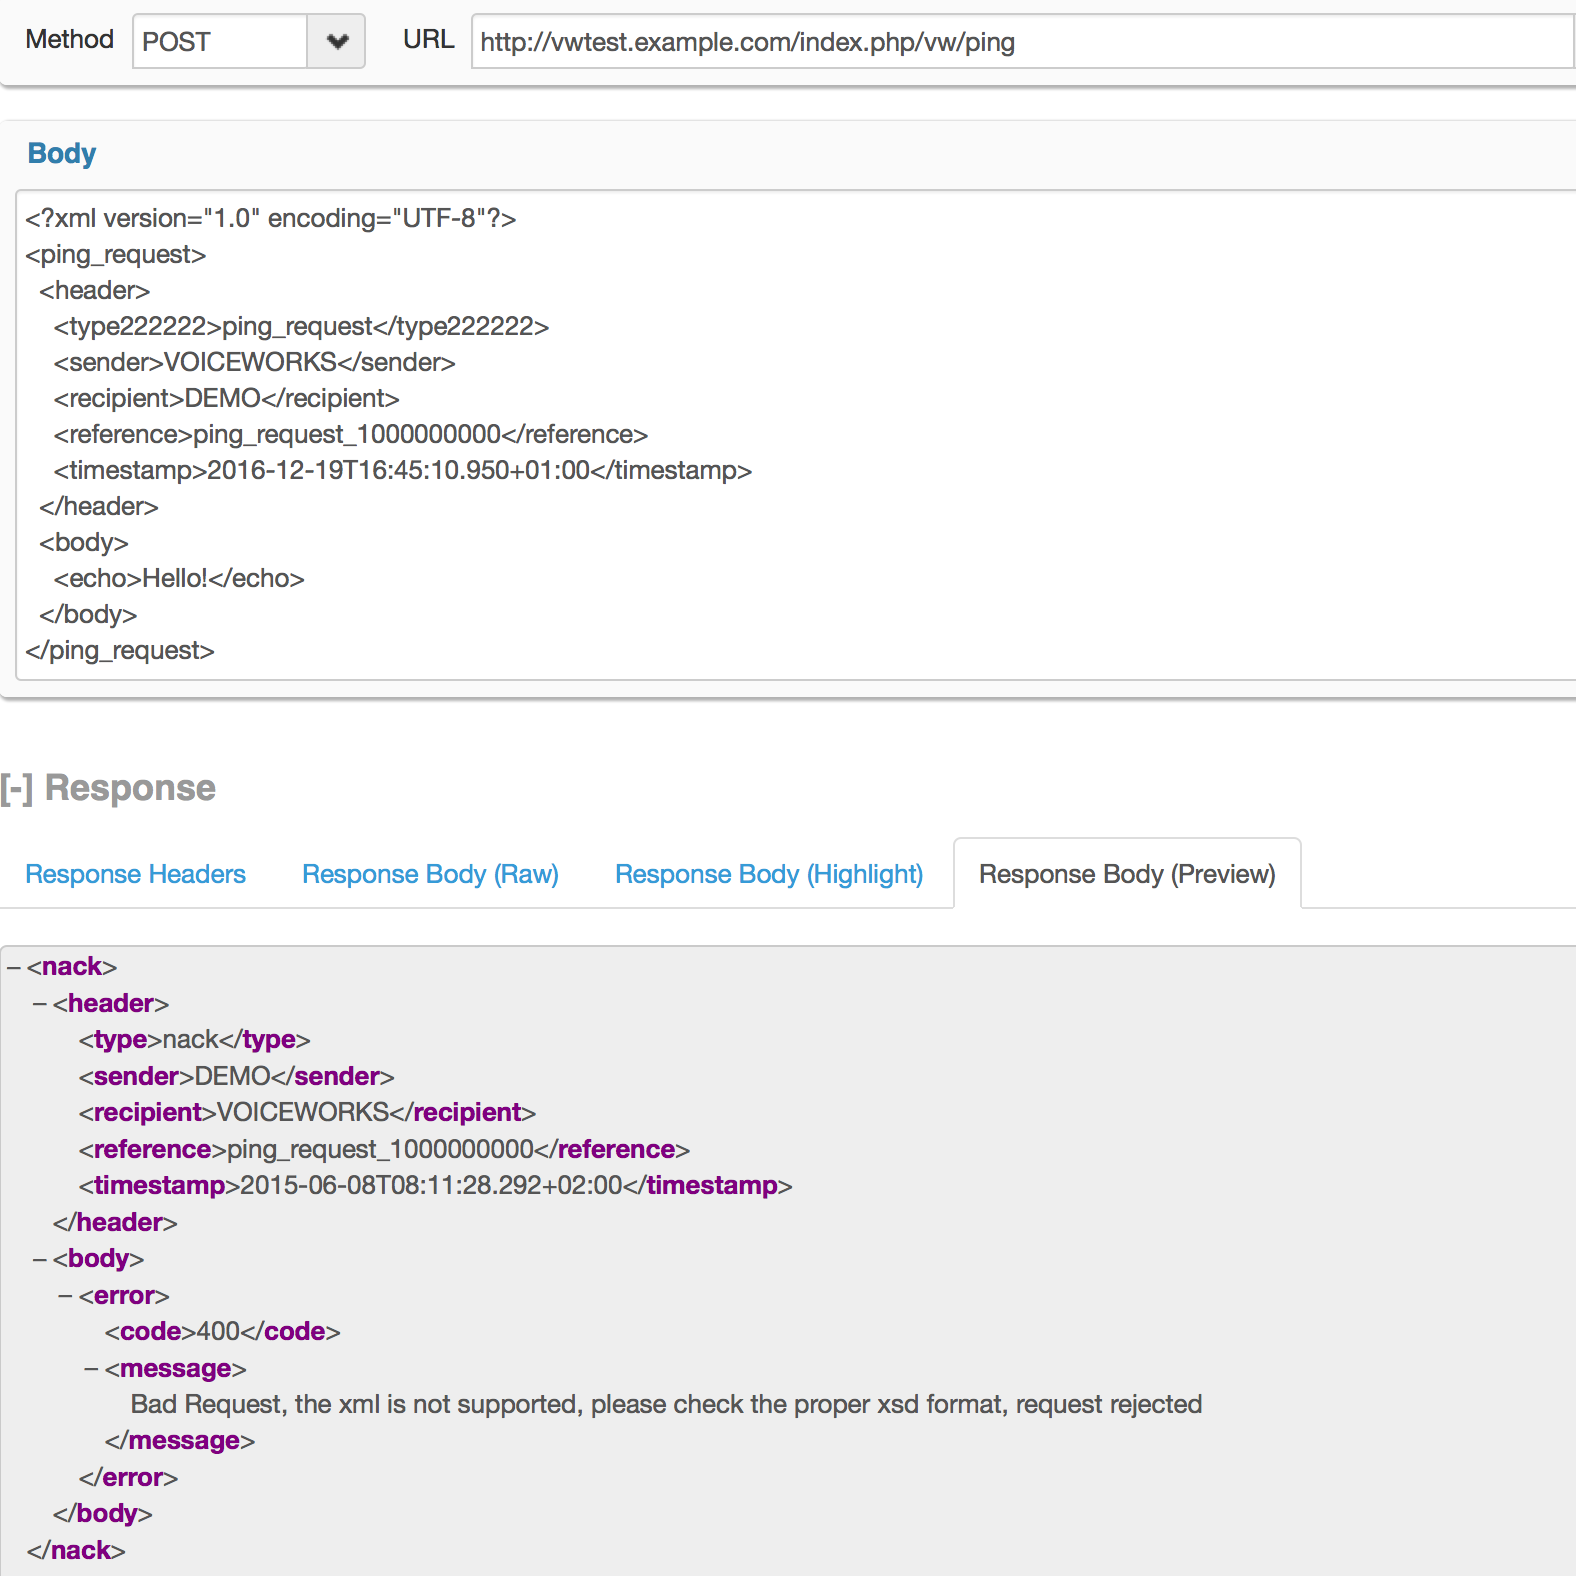 Method POST URL http://vwtest.example.com/index.php/vw/ping
Body
<?xml version="1.0" encoding="UTF-8"?>
<ping_request>
<header>
<type222222>ping_request</type222222>
<sender>VOICEWORKS</sender>
<recipient>DEMO</recipient>
<reference>ping_request_1000000000</reference>
<timestamp>2016-12-19T16:45:10.950+01:00</timestamp>
</header>
<body>
<echo>Hello!</echo>
</body>
</ping_request>
[-] Response
Response Headers Response Body (Raw) Response Body (Highlight) Response Body (Preview)
– <nack>
– <header>
<type>nack</type>
<sender>DEMO</sender>
<recipient>VOICEWORKS</recipient>
<reference>ping_request_1000000000</reference>
<timestamp>2015-06-08T08:11:28.292+02:00</timestamp>
</header>
– <body>
– <error>
<code>400</code>
– <message>
Bad Request, the xml is not supported, please check the proper xsd format, request rejected
</message>
</error>
</body>
</nack>